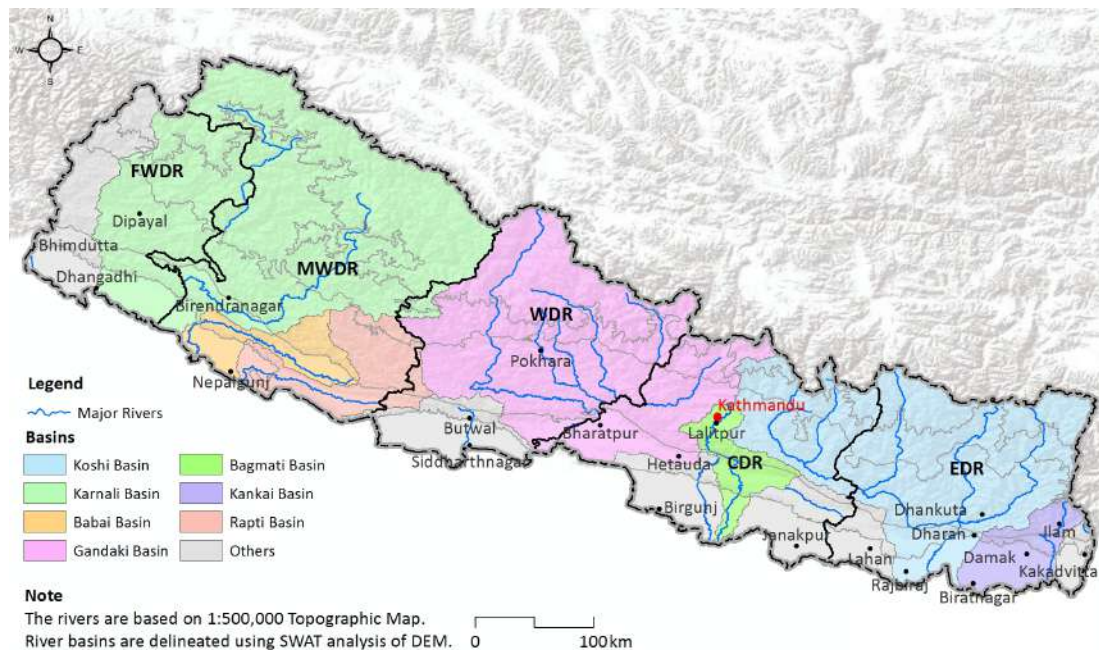 N
W E
S
FWDR
Dipayal
Bhimdutta
Dhangadhi
MWDR
Birendranagar
WDR
Pokhara
Nepalgunj
Kathmandu
Lalitpur
Butwal
Bharatpur
Siddharthnagar
Hetauda
CDR
EDR
Birgunj
Dhankuta
Janakpur
Dharan
Ilam
Lahan
Damak
Kakadvitta
Rajbiraj
Biratnagar
Legend
Major Rivers
Basins
Koshi Basin
Bagmati Basin
Karnali Basin
Kankai Basin
Babai Basin
Rapti Basin
Gandaki Basin
Others
Note
The rivers are based on 1:500,000 Topographic Map.
River basins are delineated using SWAT analysis of DEM.
0 100 km